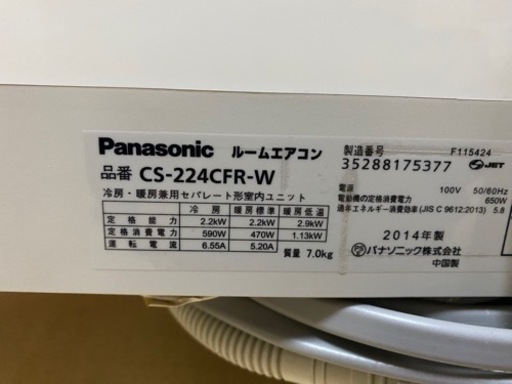 Panasonic ルームエアコン
品番 CS-224CFR-W
冷房・暖房兼用セパレート形室内ユニット
冷房 暖房標準 暖房低温
定格能力 2.2kW 2.2kW 2.9kW
定格消費電力 590W 470W 1.13kW
運転電流 6.55A 5.20A
質量 7.0kg
製造番号 F115424
35288175377 JET
電源 100V 50/60Hz
電動機の定格消費電力 650W
通年エネルギー消費効率(JIS C 9612:2013) 5.8
2014年製
パナソニック株式会社
中国製